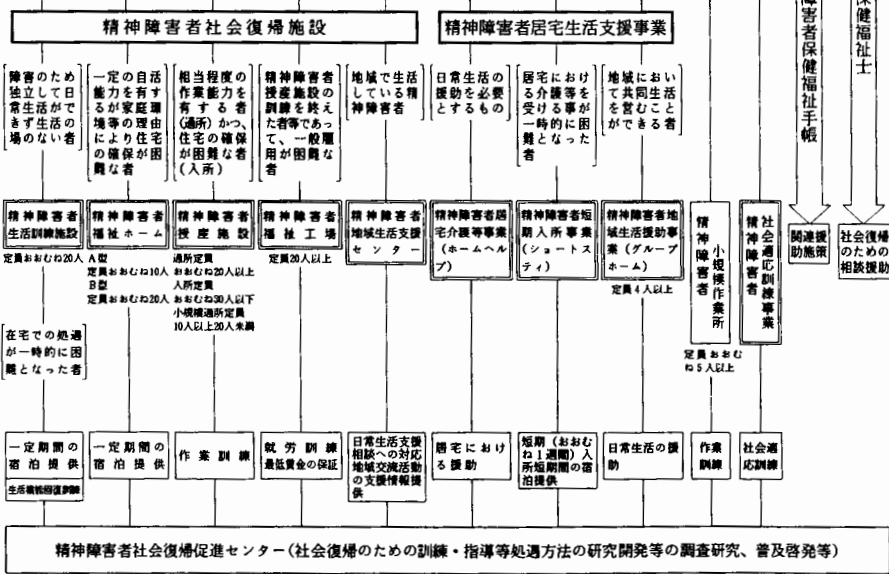 精神障害者社会復帰施設
精神障害者居宅生活支援事業
障害者保健福祉手帳
保健福祉士
障害のため
独立して日
常生活がで
きず生活の
場のない者
一定の自活
能力を有す
るが家庭環
境等の理由
により住宅
の確保が困
難な者
相当程度の
作業能力を
有する者
(通所)かつ、
住宅の確保
が困難な者
(入所)
精神障害者
授産施設の
訓練を終え
た者等であっ
て、一般雇
用が困難な
者
地域で生活
している精
神障害者
日常生活の
援助の必要
とするもの
居宅における
介護等を
受ける事が
一時的に困
難となった
者
地域におい
て共同生活
を営むこと
ができる者
精神障害者
生活訓練施設
定員おおむね20人
精神障害者
福祉ホーム
A型
定員おおむね10人
B型
定員おおむね20人
精神障害者
授産施設
通所定員
おおむね20人以上
入所定員
おおむね30人以下
小規模通所定員
10人以上20人未満
精神障害者
福祉工場
定員20人以上
精神障害者
地域生活支援
センター
精神障害者居
宅介護等事業
(ホームヘル
プ)
精神障害者短
期入所事業
(ショートス
テイ)
精神障害者地
域生活援助事
業(グループ
ホーム)
定員4人以上
精神障害者
小規模作業所
定員おおむ
ね5人以上
精神障害者
社会適応訓練事業
関連援
助施策
社会復帰
のための
相談援助
在宅での処遇
が一時的に困
難となった者
一定期間の
宿泊提供
生活機能回復訓練
一定期間の
宿泊提供
作業訓練
就労訓練
最低賃金の保証
日常生活支援
相談への対応
地域交流活動
の支援情報提
供
居宅におけ
る援助
短期(おおむ
ね1週間)入
所短期間の宿
泊提供
日常生活の援
助
作業
訓練
社会適
応訓練
精神障害者社会復帰促進センター(社会復帰のための訓練・指導等処遇方法の研究開発等の調査研究、普及啓発等)